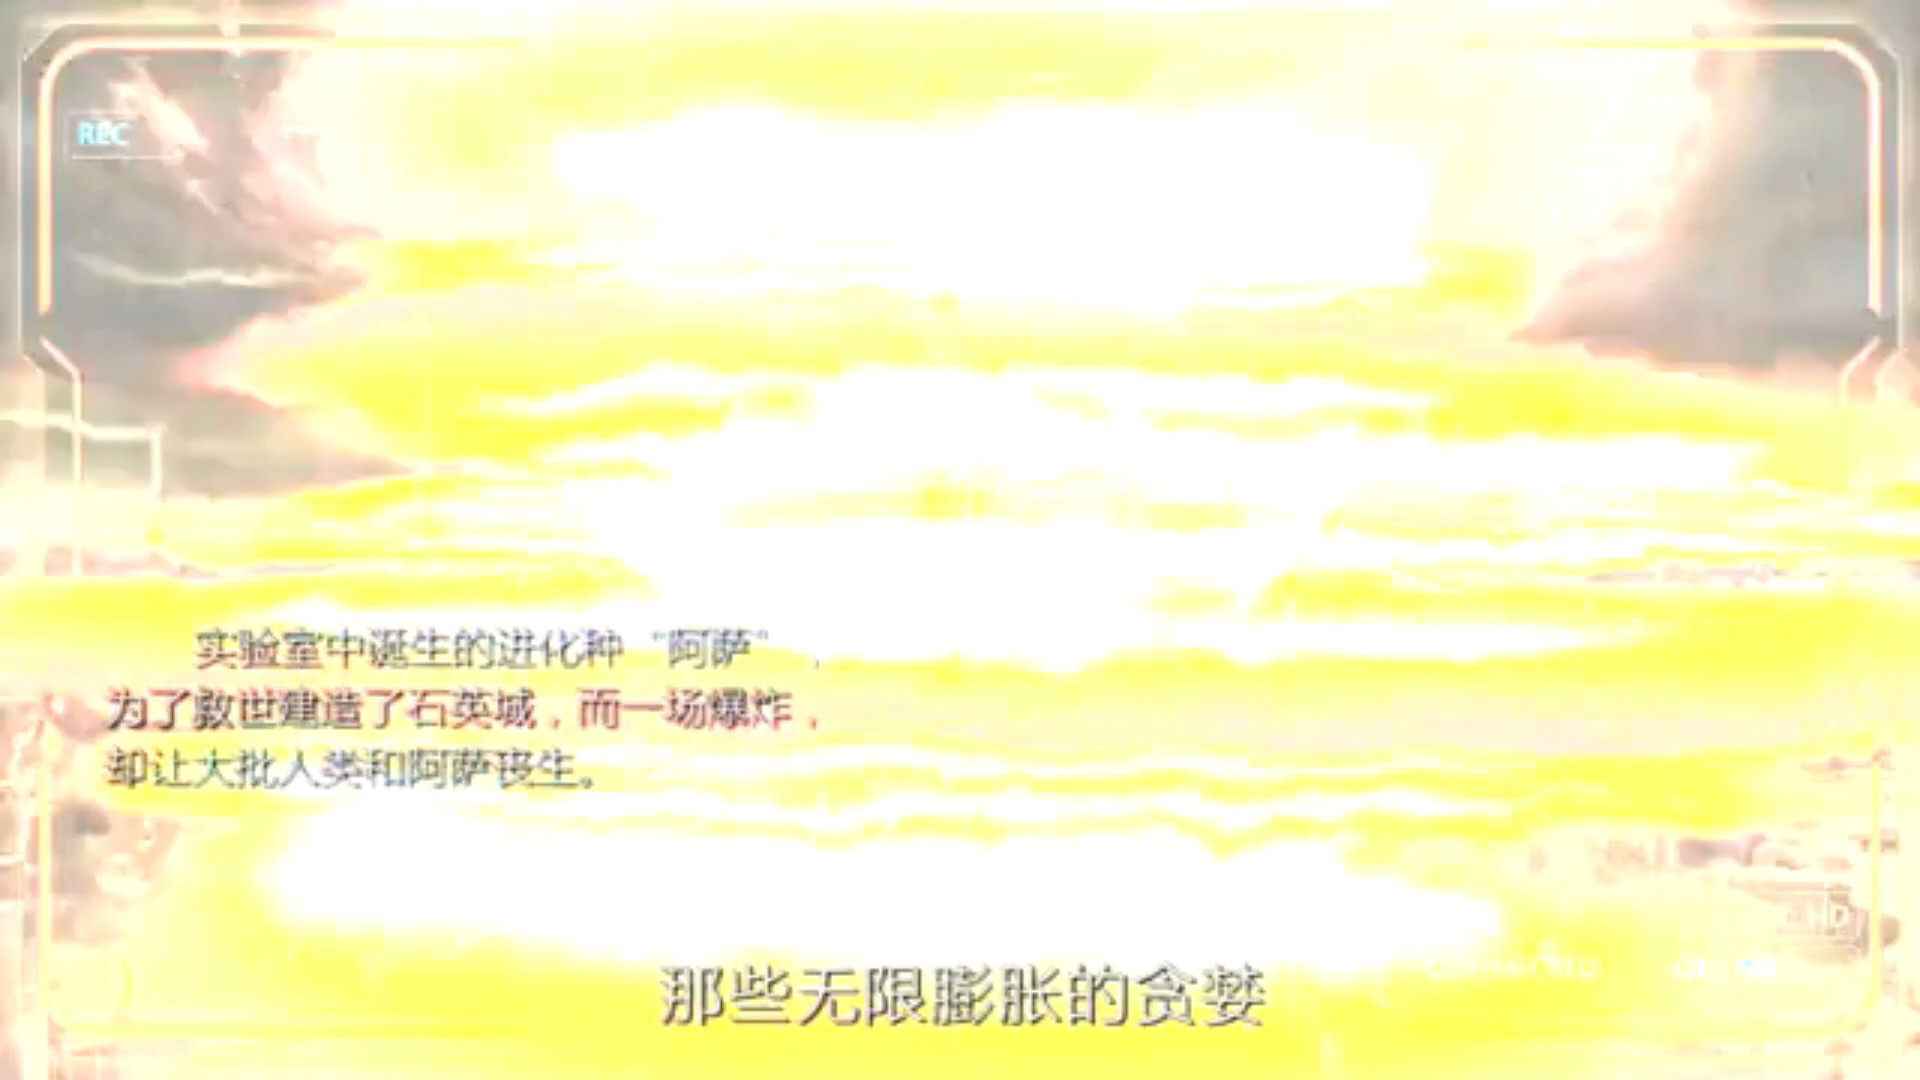 REC
实验室中诞生的进化种“阿萨”，
为了救世建造了石英城，而一场爆炸，
却让大批人类和阿萨丧生。
HD
那些无限膨胀的贪婪